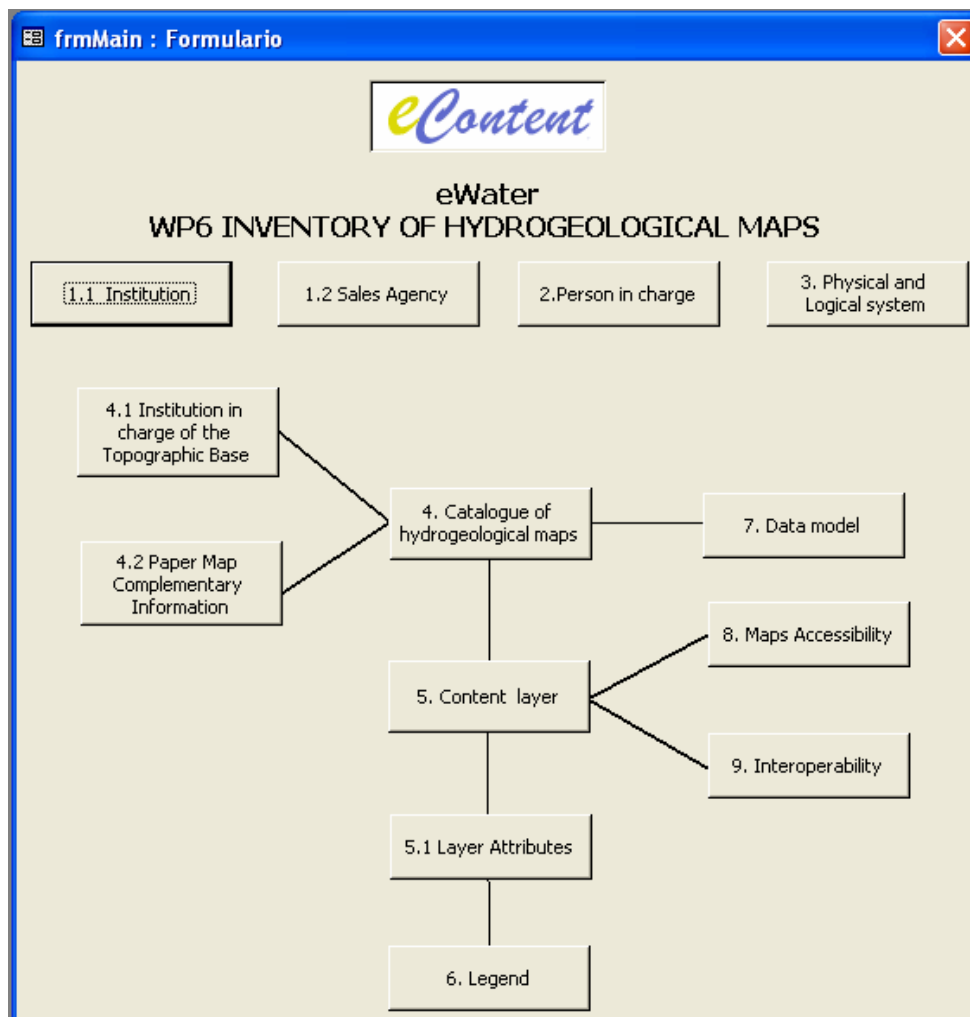 frmMain : Formulario
eContent
eWater
WP6 INVENTORY OF HYDROGEOLOGICAL MAPS
1.1 Institution
1.2 Sales Agency
2.Person in charge
3. Physical and
Logical system
4.1 Institution in
charge of the
Topographic Base
4. Catalogue of
hydrogeological maps
7. Data model
4.2 Paper Map
Complementary
Information
8. Maps Accessibility
5. Content layer
9. Interoperability
5.1 Layer Attributes
6. Legend